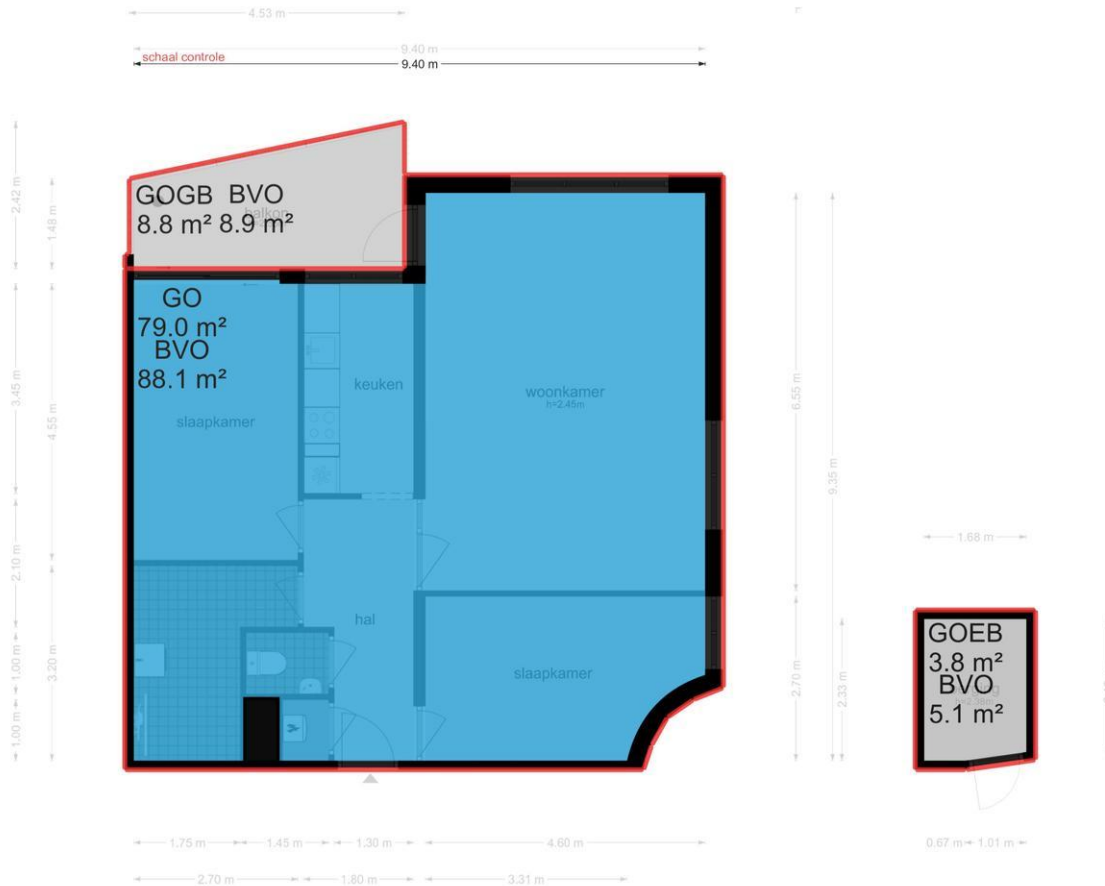 4.53 m
9.40 m
schaal controle
9.40 m
2.42 m
1.48 m
GOGB BVO
8.8 m² 8.9 m²
balkon
GO
79.0 m²
BVO
88.1 m²
slaapkamer
keuken
woonkamer
h=2.45m
3.45 m
4.55 m
6.55 m
9.35 m
2.10 m
hal
slaapkamer
1.00 m
1.00 m
3.20 m
2.70 m
2.33 m
1.68 m
GOEB
3.8 m²
BVO
5.1 m²
1.75 m
1.45 m
1.30 m
4.60 m
0.67 m
1.01 m
2.70 m
1.80 m
3.31 m